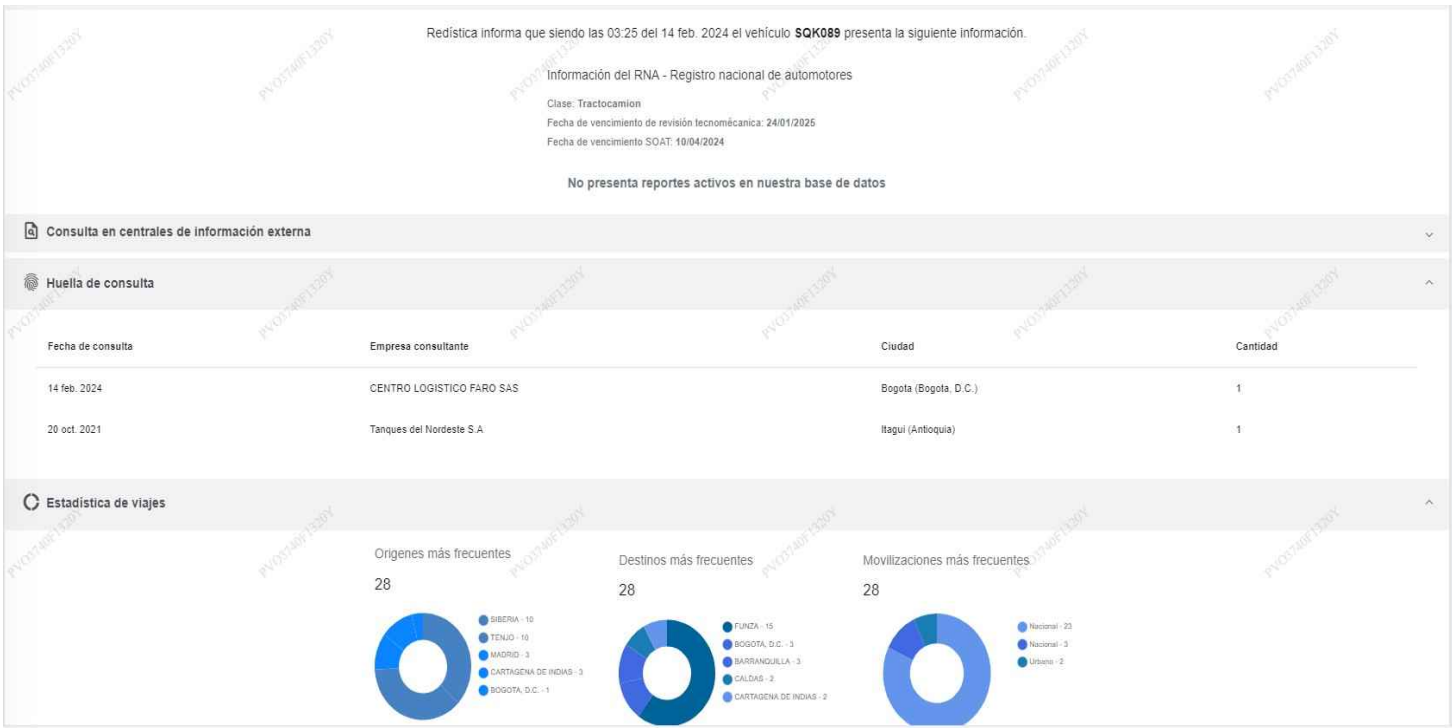 Redística informa que siendo las 03:25 del 14 feb. 2024 el vehículo SQK089 presenta la siguiente información.
Información del RNA - Registro nacional de automotores
Clase: Tractocamion
Fecha de vencimiento de revisión tecnomécanica: 24/01/2025
Fecha de vencimiento SOAT: 10/04/2024
No presenta reportes activos en nuestra base de datos
Consulta en centrales de información externa
Huella de consulta
Fecha de consulta Empresa consultante Ciudad Cantidad
14 feb. 2024 CENTRO LOGISTICO FARO SAS Bogota (Bogota, D.C.) 1
20 oct. 2021 Tanques del Nordeste S.A Itagui (Antioquia) 1
Estadística de viajes
Origenes más frecuentes
28
SIBERIA - 10
TENJO - 10
MADRID - 3
CARTAGENA DE INDIAS - 3
BOGOTA, D.C. - 1
Destinos más frecuentes
28
FUNZA - 15
BOGOTA, D.C. - 3
BARRANQUILLA - 3
CALDAS - 2
CARTAGENA DE INDIAS - 2
Movilizaciones más frecuentes
28
Nacional - 23
Nacional - 3
Urbano - 2
PVO3740F1320Y